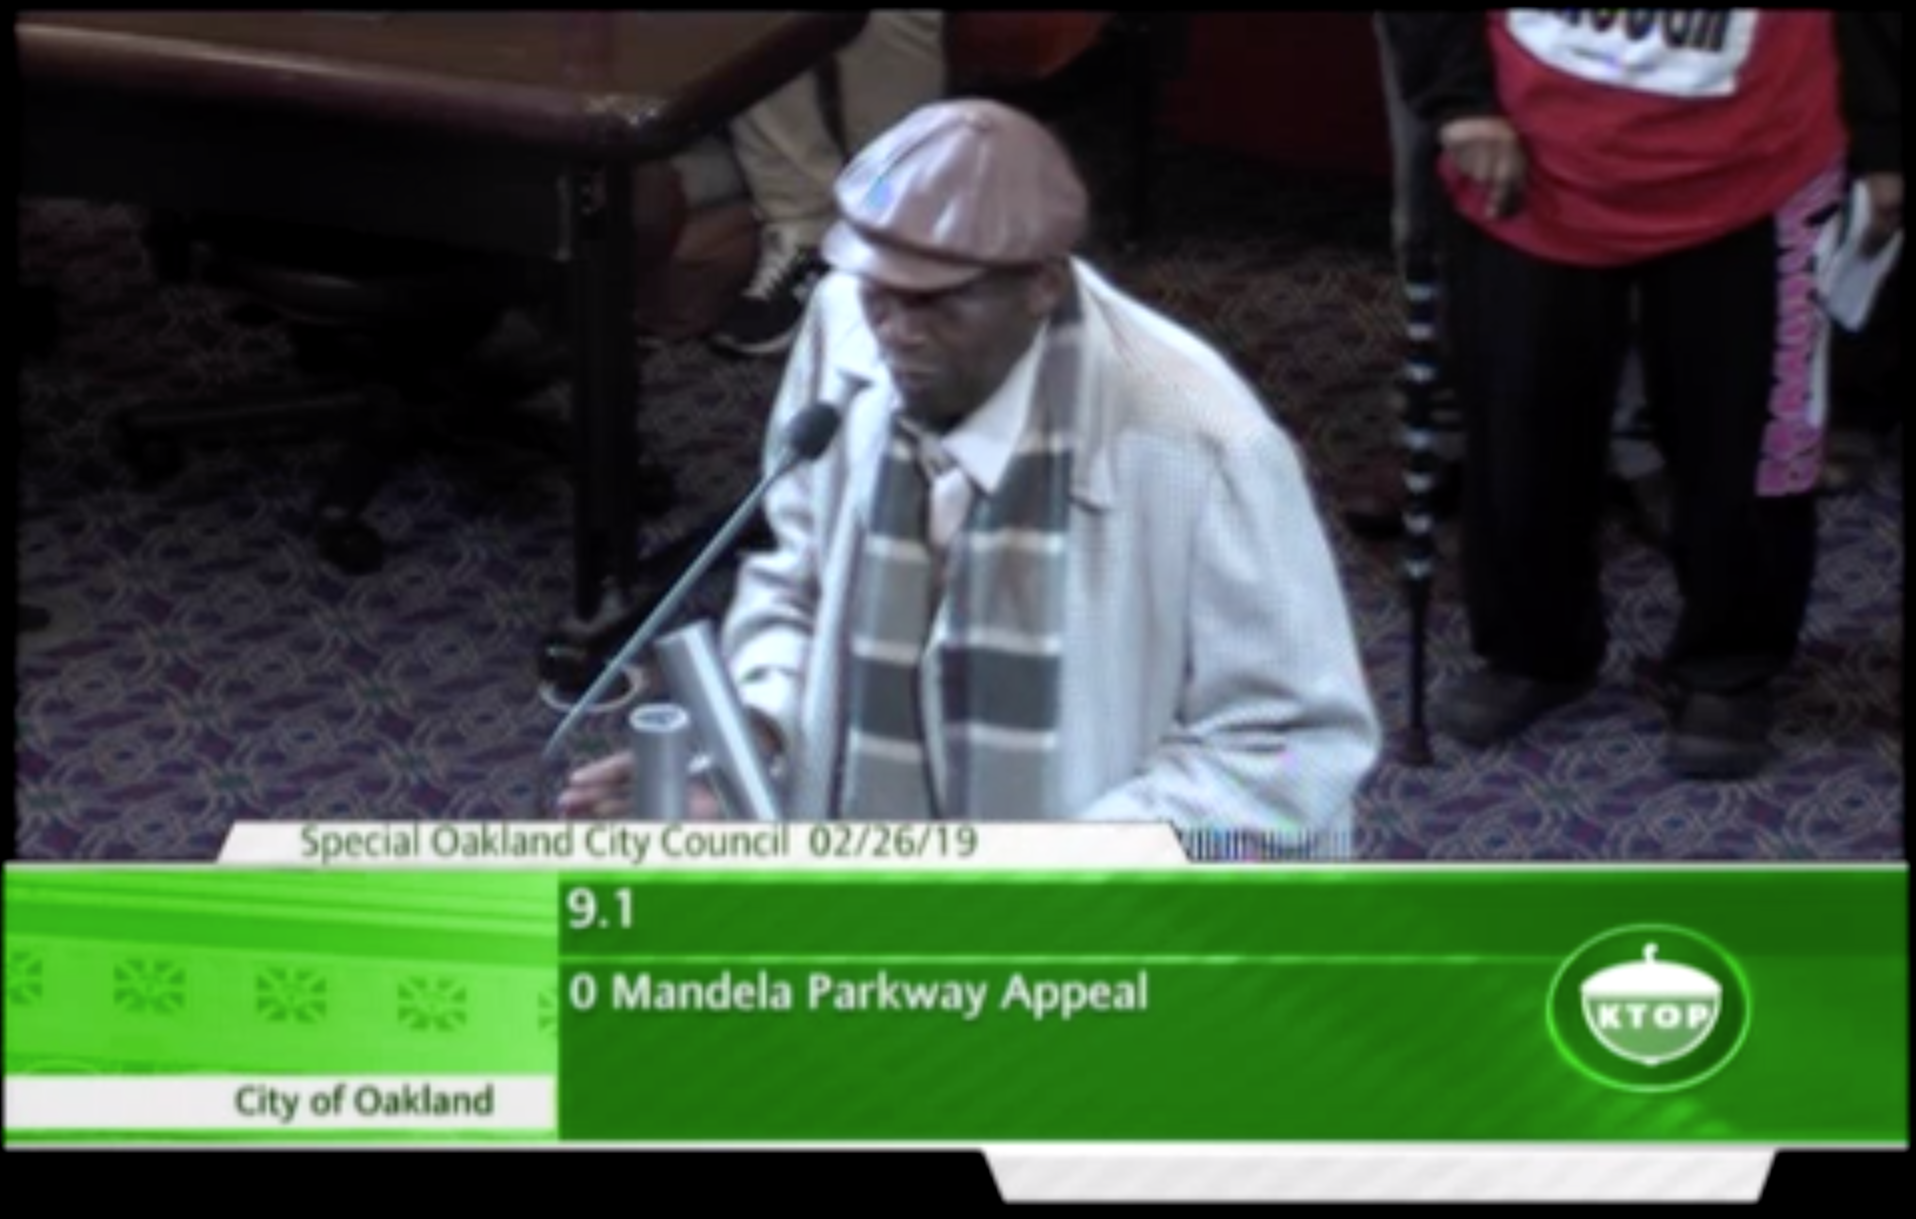 Special Oakland City Council 02/26/19
9.1
0 Mandela Parkway Appeal
KTOP
City of Oakland